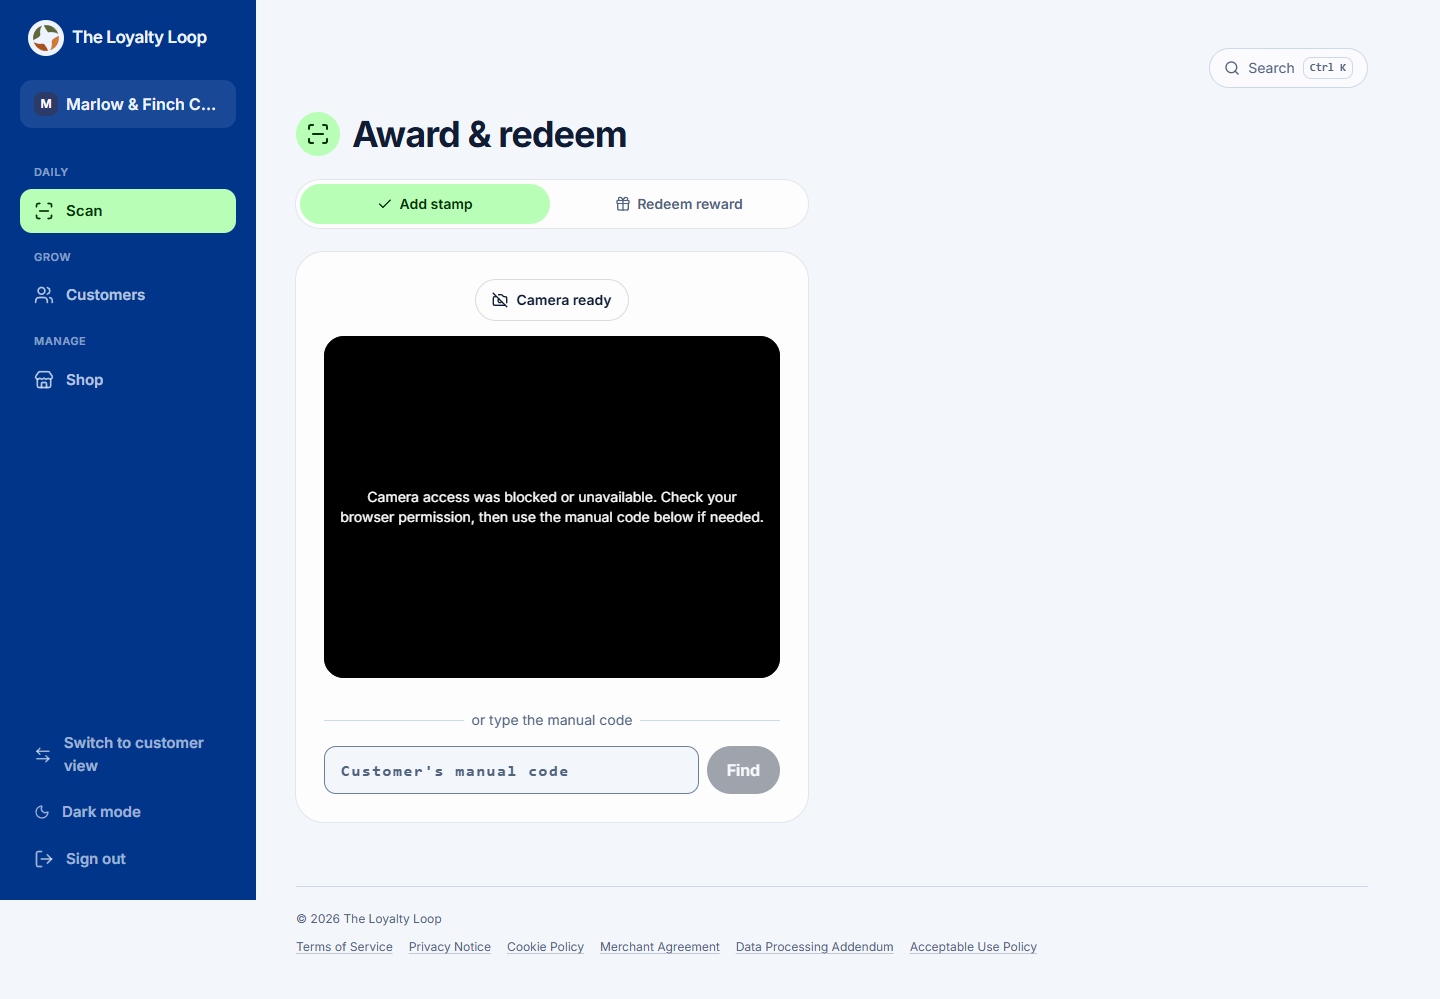 The Loyalty Loop
M
Marlow & Finch C...
DAILY
Scan
GROW
Customers
MANAGE
Shop
Switch to customer
view
Dark mode
Sign out
Search
Ctrl K
Award & redeem
Add stamp
Redeem reward
Camera ready
Camera access was blocked or unavailable. Check your
browser permission, then use the manual code below if needed.
or type the manual code
Customer's manual code
Find
© 2026 The Loyalty Loop
Terms of Service Privacy Notice Cookie Policy Merchant Agreement Data Processing Addendum Acceptable Use Policy